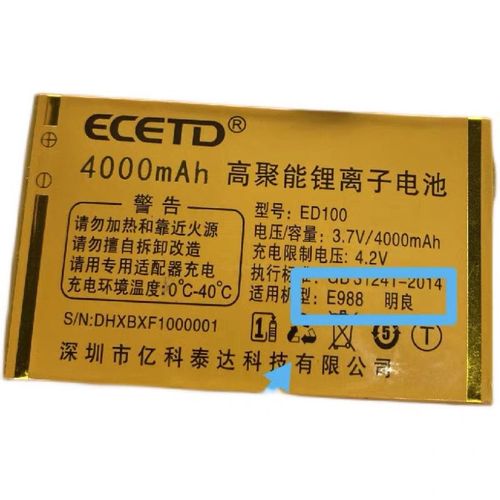 ECETD®
4000mAh 高聚能锂离子电池
警告
请勿加热和靠近火源
请勿擅自拆卸改造
请用专用适配器充电
充电环境温度:0℃-40℃
S/N:DHXBXF1000001
型号: ED100
电压/容量: 3.7V/4000mAh
充电限制电压: 4.2V
执行标准: GB31241-2014
适用机型: E988 明良
1
5
T
深圳市亿科泰达科技有限公司